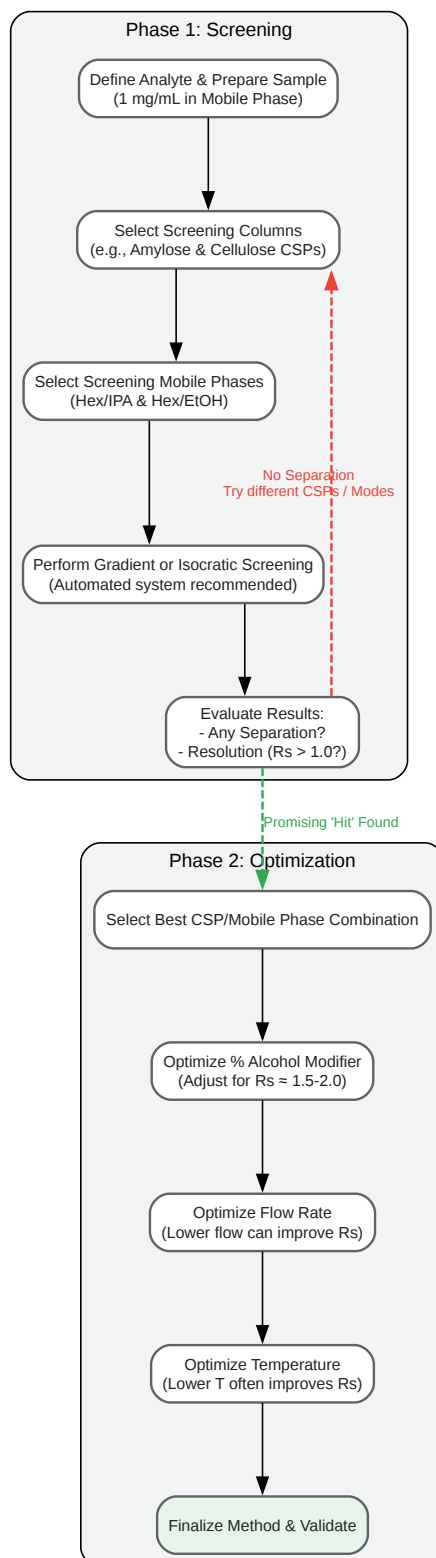 Phase 1: Screening
Define Analyte & Prepare Sample
(1 mg/mL in Mobile Phase)
Select Screening Columns
(e.g., Amylose & Cellulose CSPs)
Select Screening Mobile Phases
(Hex/IPA & Hex/EtOH)
No Separation
Try different CSPs / Modes
Perform Gradient or Isocratic Screening
(Automated system recommended)
Evaluate Results:
- Any Separation?
- Resolution (Rs > 1.0?)
Promising 'Hit' Found
Phase 2: Optimization
Select Best CSP/Mobile Phase Combination
Optimize % Alcohol Modifier
(Adjust for Rs ≈ 1.5-2.0)
Optimize Flow Rate
(Lower flow can improve Rs)
Optimize Temperature
(Lower T often improves Rs)
Finalize Method & Validate